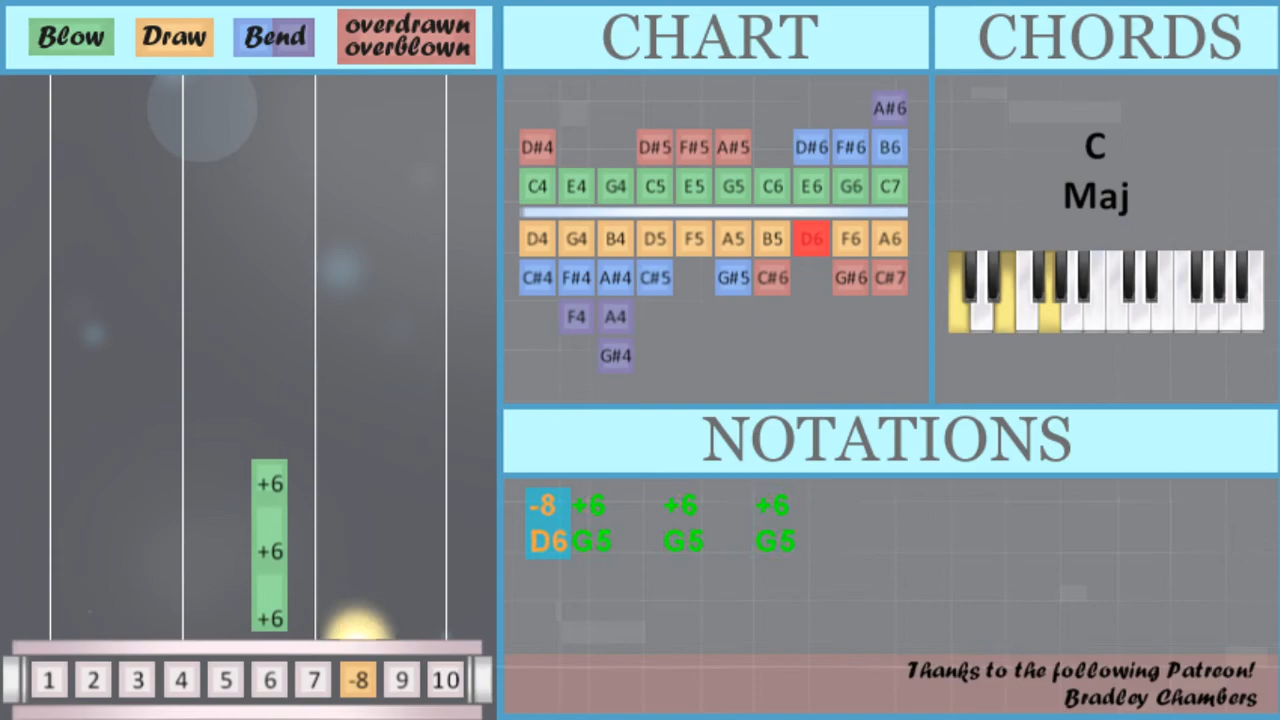 Blow Draw Bend overdrawn
overblown
CHART
CHORDS
A#6
D#4 D#5 F#5 A#5 D#6 F#6 B6
C4 E4 G4 C5 E5 G5 C6 E6 G6 C7
D4 G4 B4 D5 F5 A5 B5 D6 F6 A6
C#4 F#4 A#4 C#5 G#5 C#6 G#6 C#7
F4 A4
G#4
C
Maj
NOTATIONS
-8 +6 +6 +6
D6 G5 G5 G5
+6
+6
+6
1 2 3 4 5 6 7 -8 9 10
Thanks to the following Patreon!
Bradley Chambers